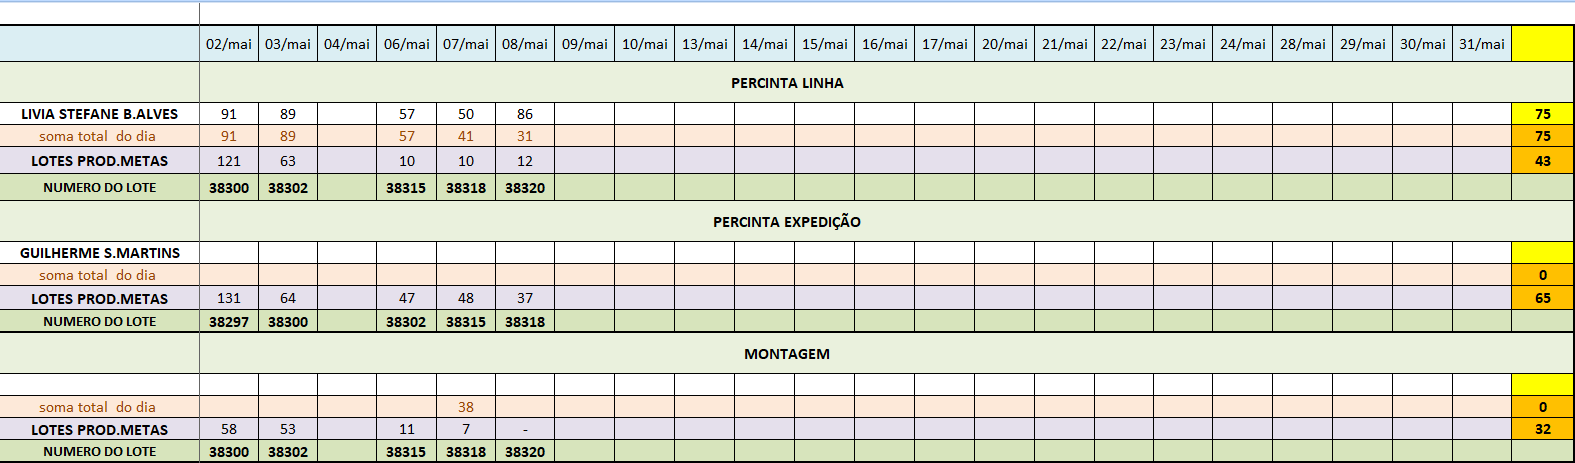 02/mai 03/mai 04/mai 06/mai 07/mai 08/mai 09/mai 10/mai 13/mai 14/mai 15/mai 16/mai 17/mai 20/mai 21/mai 22/mai 23/mai 24/mai 28/mai 29/mai 30/mai 31/mai
PERCINTA LINHA
LIVIA STEFANE B.ALVES 91 89 57 50 86 75
soma total do dia 91 89 57 41 31 75
LOTES PROD.METAS 121 63 10 10 12 43
NUMERO DO LOTE 38300 38302 38315 38318 38320
PERCINTA EXPEDIÇÃO
GUILHERME S.MARTINS
soma total do dia 0
LOTES PROD.METAS 131 64 47 48 37 65
NUMERO DO LOTE 38297 38300 38302 38315 38318
MONTAGEM
soma total do dia 38 0
LOTES PROD.METAS 58 53 11 7 - 32
NUMERO DO LOTE 38300 38302 38315 38318 38320